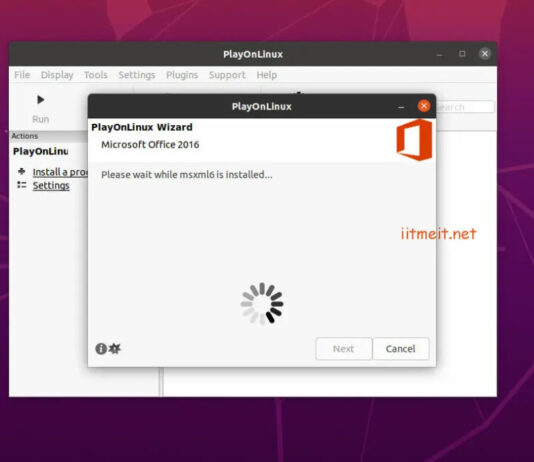 PlayOnLinux
File Display Tools Settings Plugins Support Help
Run
Actions
PlayOnLinu
Install a pro
Settings
PlayOnLinux
PlayOnLinux Wizard
Microsoft Office 2016
Please wait while msxml6 is installed...
Next Cancel
earch
iitmeit.net